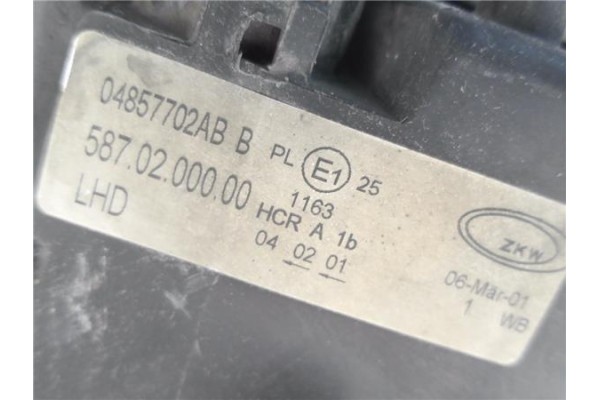 04857702AB B
587.02.000.00
LHD
PL E1 25
1163
HCR A 1b
04 02 01
ZKW
06-Mar-01
1 WB